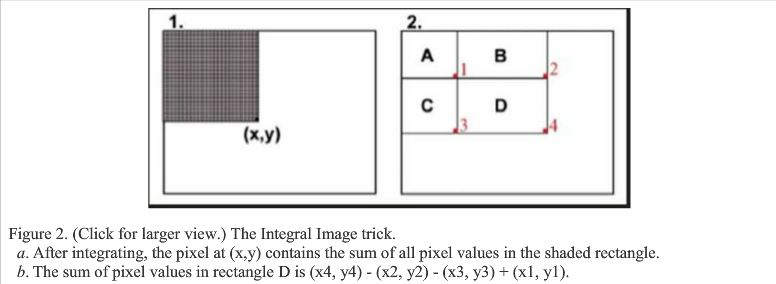 1.
(x,y)
2.
A B
1 2
C D
3 4
Figure 2. (Click for larger view.) The Integral Image trick.
a. After integrating, the pixel at (x,y) contains the sum of all pixel values in the shaded rectangle.
b. The sum of pixel values in rectangle D is (x4, y4) - (x2, y2) - (x3, y3) + (x1, y1).